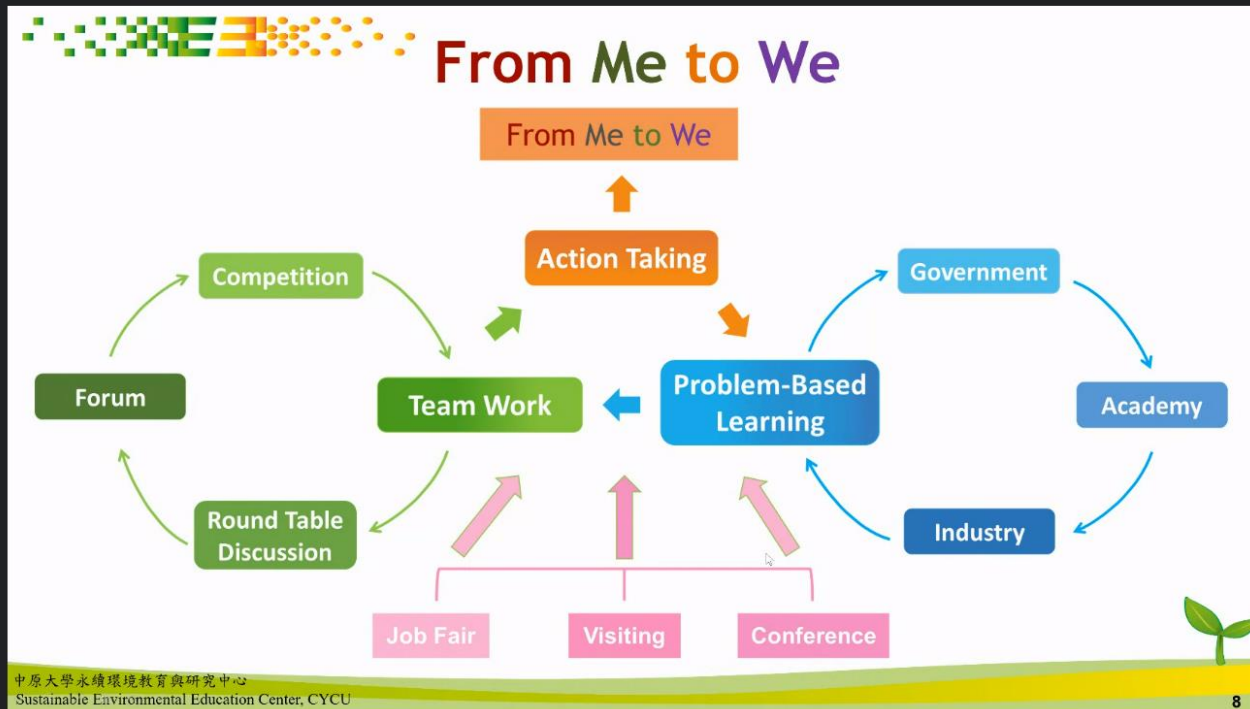 From Me to We
From Me to We
Action Taking
Competition
Government
Forum
Team Work
Problem-Based
Learning
Academy
Round Table
Discussion
Industry
Job Fair
Visiting
Conference
中原大學永續環境教育與研究中心
Sustainable Environmental Education Center, CYCU
8